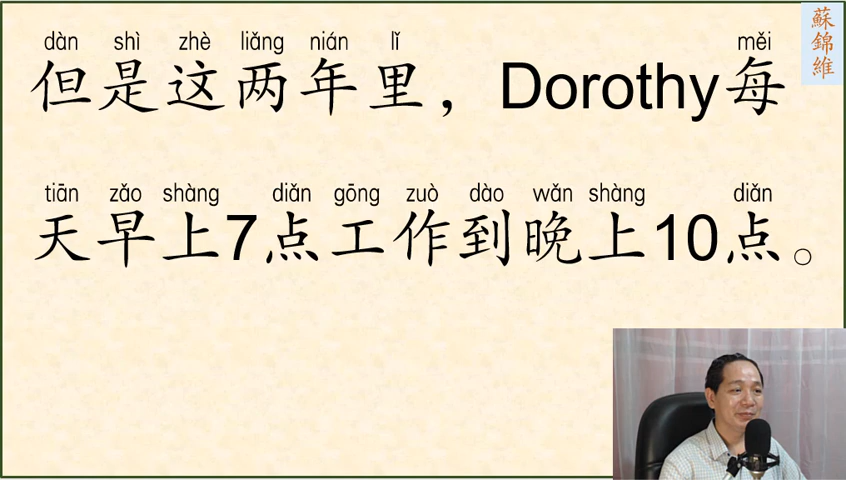 dàn shì zhè liǎng nián lǐ měi
但是这两年里，Dorothy每
tiān zǎo shàng diǎn gōng zuò dào wǎn shàng diǎn
天早上7点工作到晚上10点。
蘇錦維